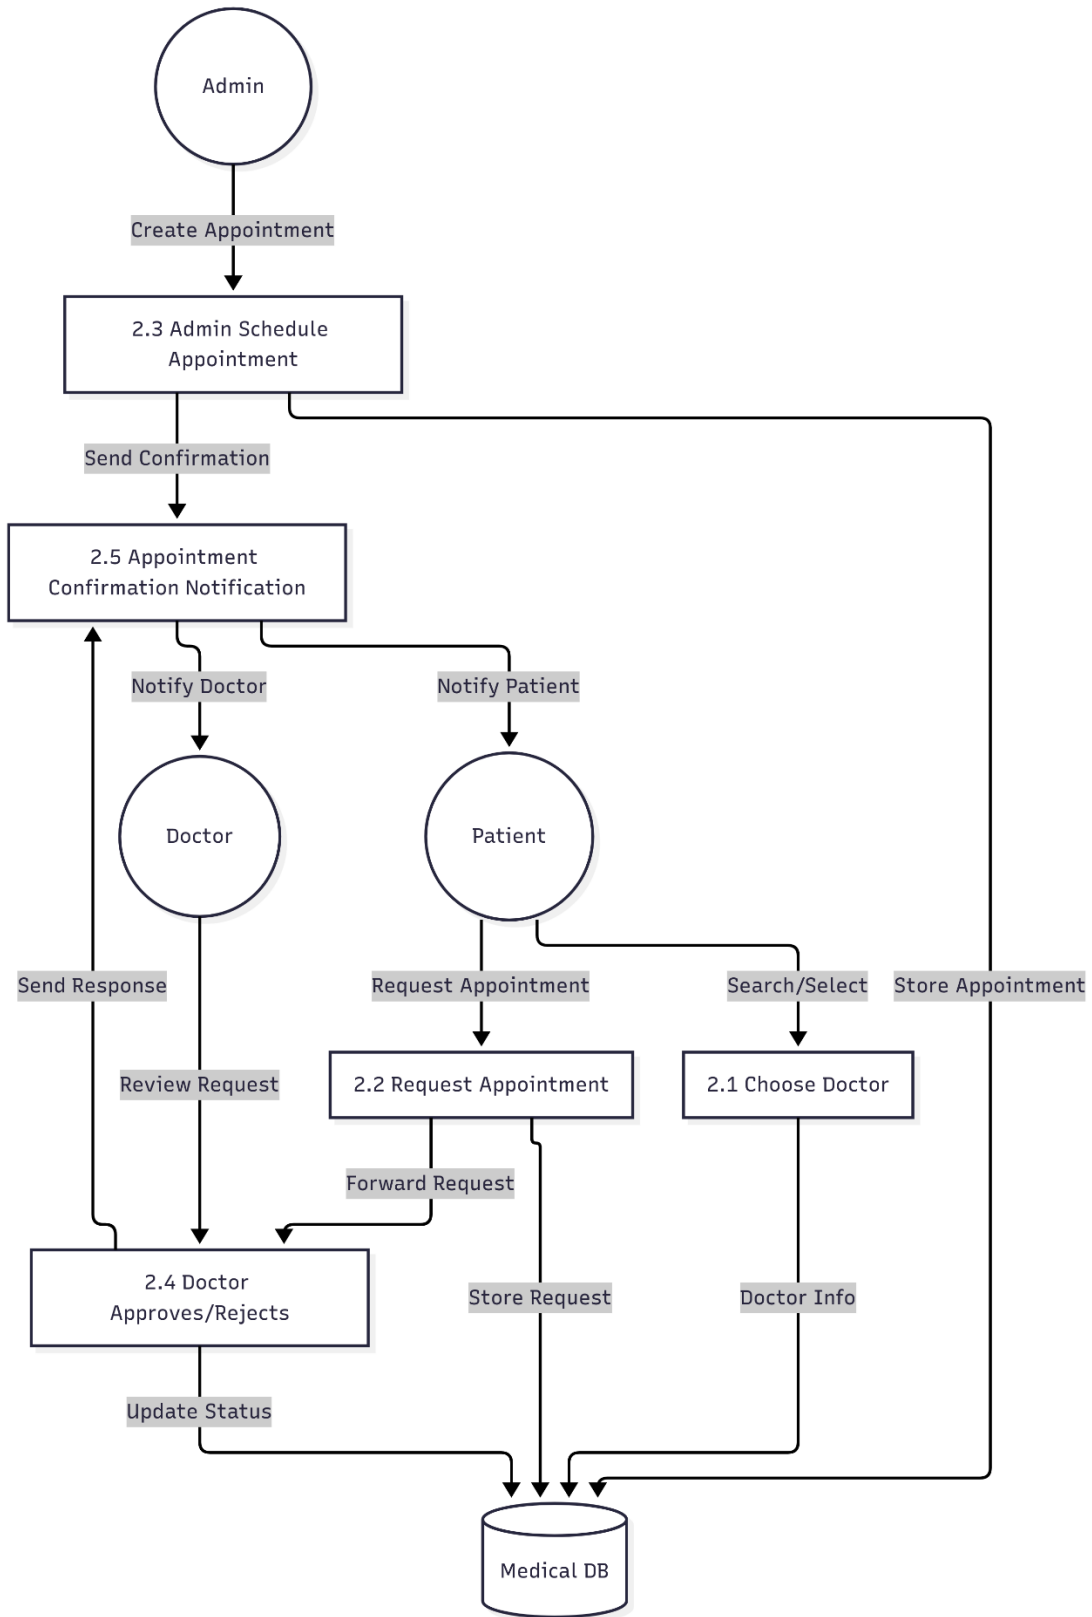 Admin
Create Appointment
2.3 Admin Schedule
Appointment
Send Confirmation
2.5 Appointment
Confirmation Notification
Notify Doctor
Notify Patient
Doctor
Patient
Send Response
Request Appointment
Search/Select
Store Appointment
Review Request
2.2 Request Appointment
2.1 Choose Doctor
Forward Request
2.4 Doctor
Approves/Rejects
Store Request
Doctor Info
Update Status
Medical DB